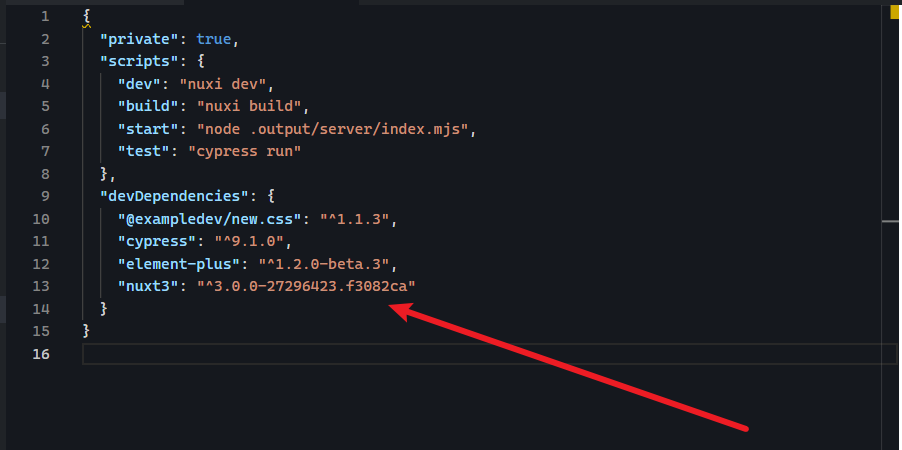 1 {
2 "private": true,
3 "scripts": {
4 "dev": "nuxi dev",
5 "build": "nuxi build",
6 "start": "node .output/server/index.mjs",
7 "test": "cypress run"
8 },
9 "devDependencies": {
10 "@exampledev/new.css": "^1.1.3",
11 "cypress": "^9.1.0",
12 "element-plus": "^1.2.0-beta.3",
13 "nuxt3": "^3.0.0-27296423.f3082ca"
14 }
15 }
16